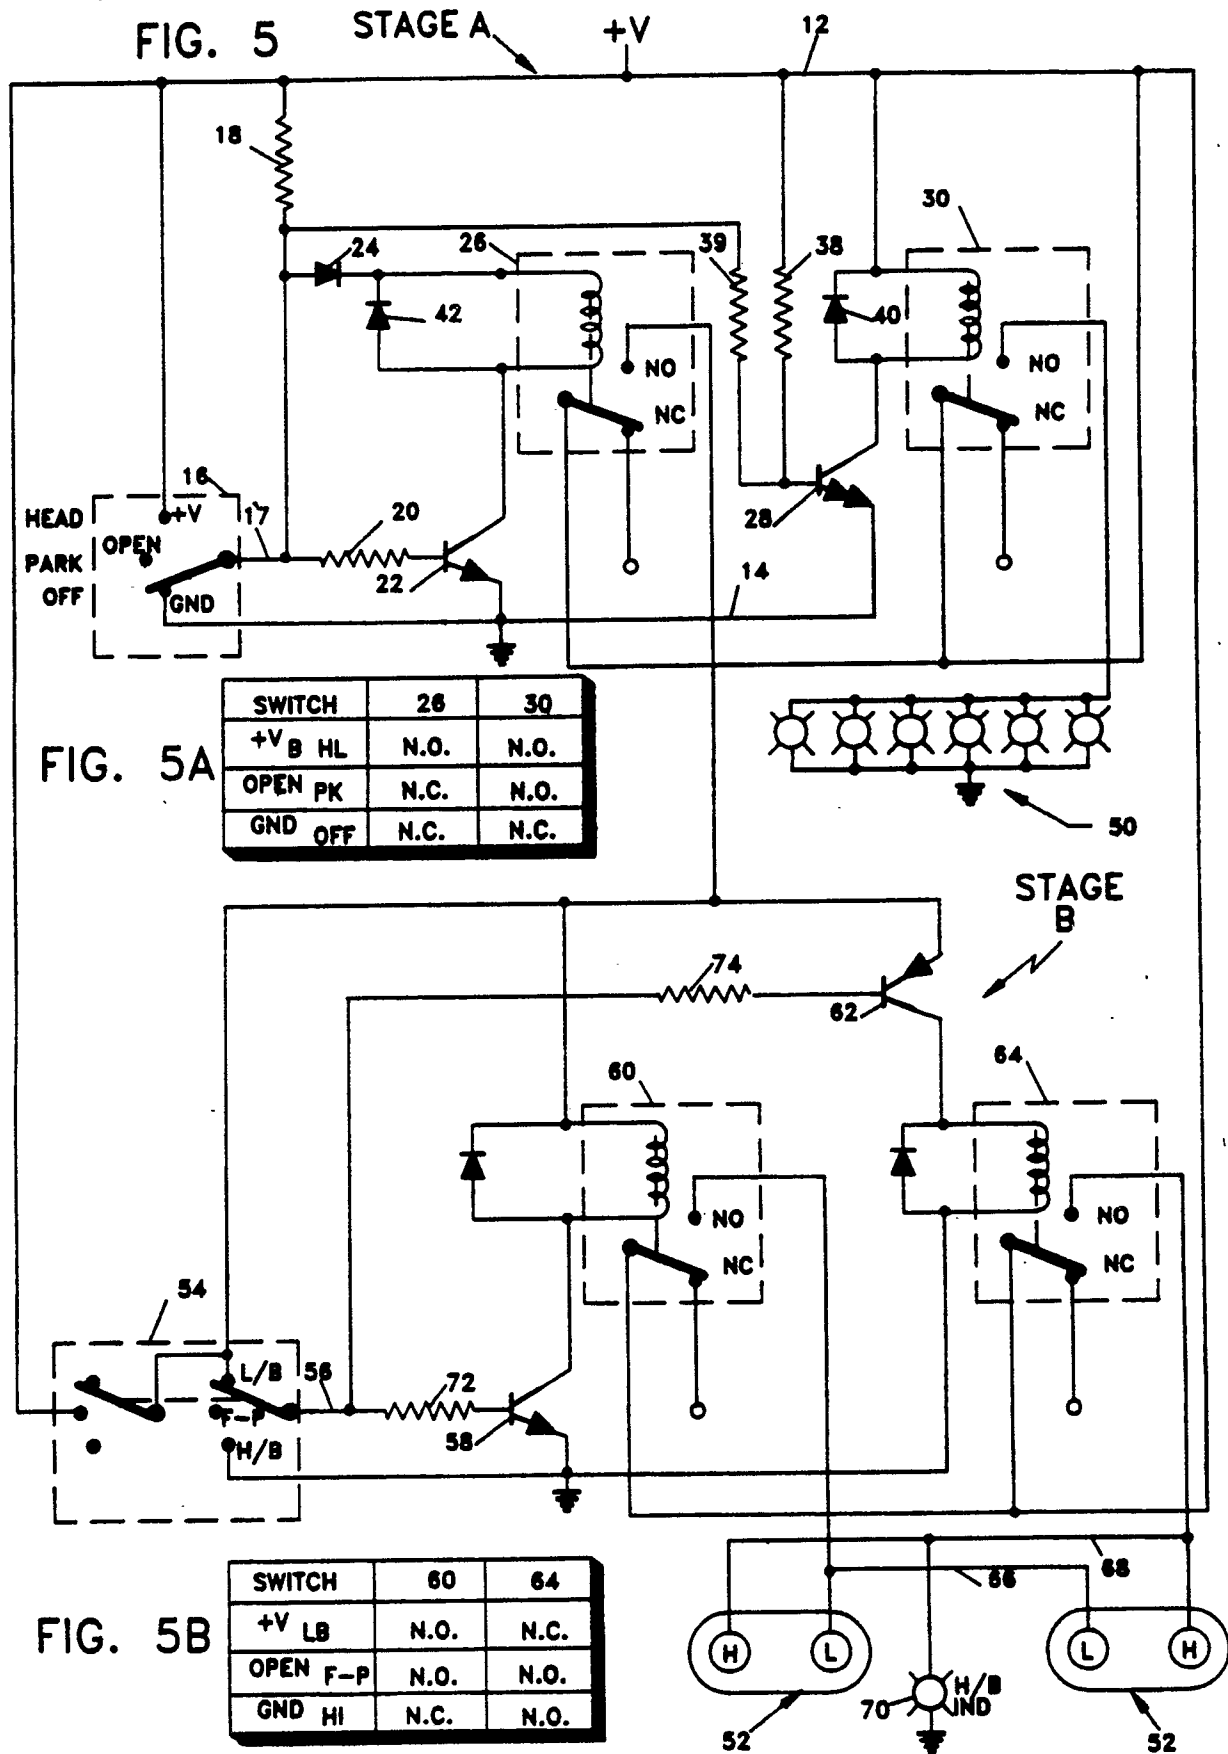 FIG. 5
STAGE A
+V
12
18
24
26
39
38
30
42
40
NO
NC
NO
NC
16
HEAD
+V
17
20
OPEN
PARK
OFF
GND
22
28
14
FIG. 5A
SWITCH 26 30
+V B HL N.O. N.O.
OPEN PK N.C. N.O.
GND OFF N.C. N.C.
50
STAGE
B
74
62
60
64
NO
NC
NO
NC
54
L/B
56
72
F-P
H/B
58
68
66
FIG. 5B
SWITCH 60 64
+V LB N.O. N.C.
OPEN F-P N.O. N.O.
GND HI N.C. N.O.
H
L
L
H
70
H/B
IND
52
52